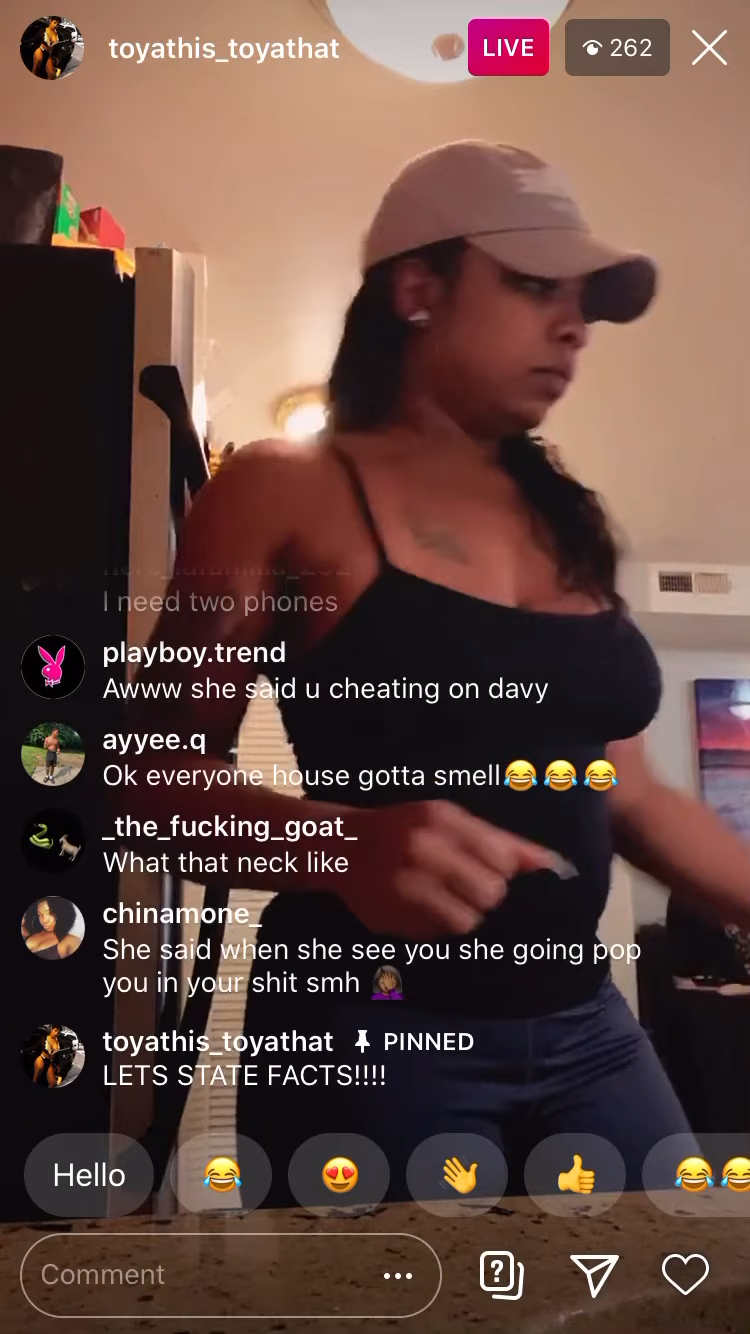 toyathis_toyathat
LIVE
262
I need two phones
playboy.trend
Awww she said u cheating on davy
ayyee.q
Ok everyone house gotta smell😂😂😂
_the_fucking_goat_
What that neck like
chinamone_
She said when she see you she going pop
you in your shit smh 🤦🏾‍♀️
toyathis_toyathat 📌 PINNED
LETS STATE FACTS!!!!
Hello 😂 😍 👋 👍 😂😂
Comment